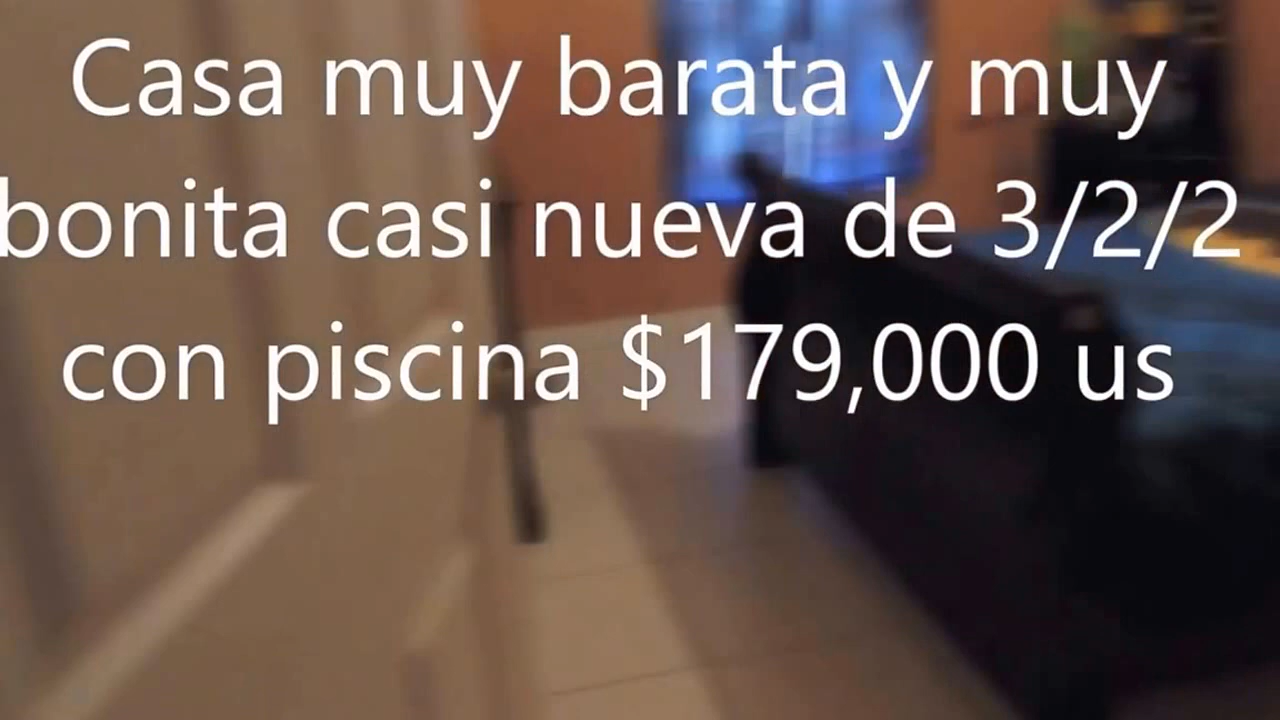 Casa muy barata y muy
bonita casi nueva de 3/2/2
con piscina $179,000 us